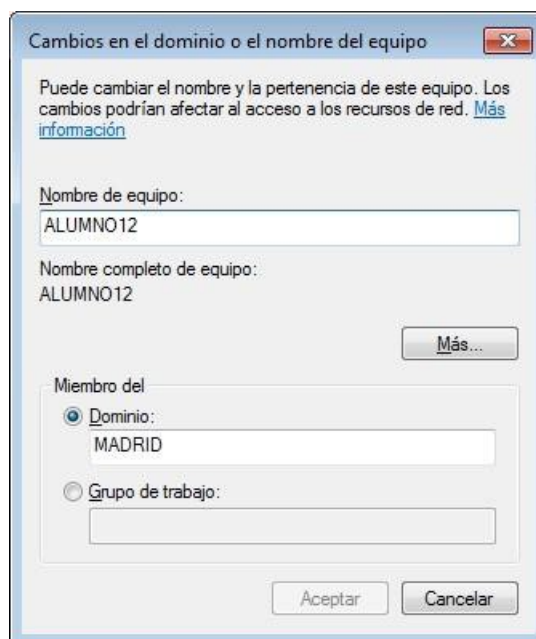 Cambios en el dominio o el nombre del equipo
Puede cambiar el nombre y la pertenencia de este equipo. Los
cambios podrían afectar al acceso a los recursos de red. Más
información
Nombre de equipo:
ALUMNO12
Nombre completo de equipo:
ALUMNO12
Más...
Miembro del
Dominio:
MADRID
Grupo de trabajo:
Aceptar
Cancelar